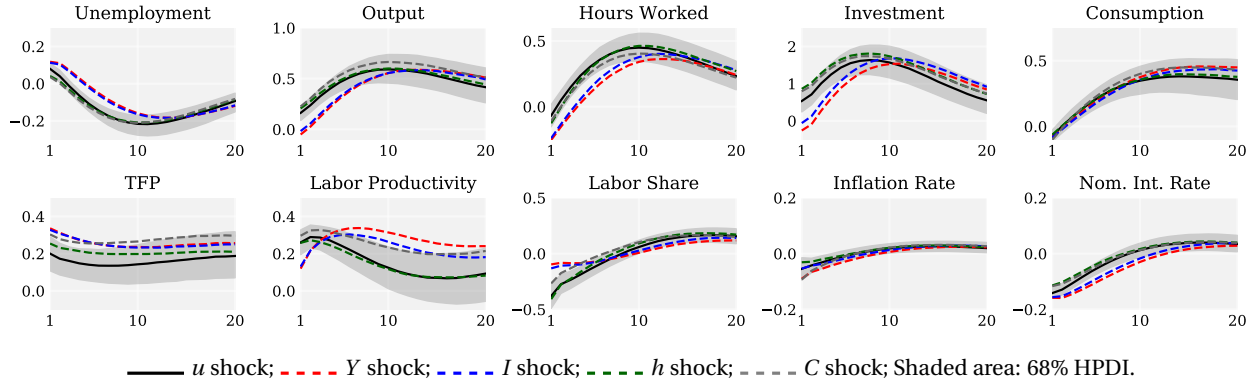 Unemployment Output Hours Worked Investment Consumption
0.2 0.0 −0.2 1 10 20
1.0 0.5 0.0 1 10 20
0.5 0.0 1 10 20
2 1 0 1 10 20
0.5 0.0 1 10 20
TFP Labor Productivity Labor Share Inflation Rate Nom. Int. Rate
0.4 0.2 0.0 1 10 20
0.4 0.2 0.0 1 10 20
0.5 0.0 −0.5 1 10 20
0.2 0.0 −0.2 1 10 20
0.2 0.0 −0.2 1 10 20
u shock; Y shock; I shock; h shock; C shock; Shaded area: 68% HPDI.